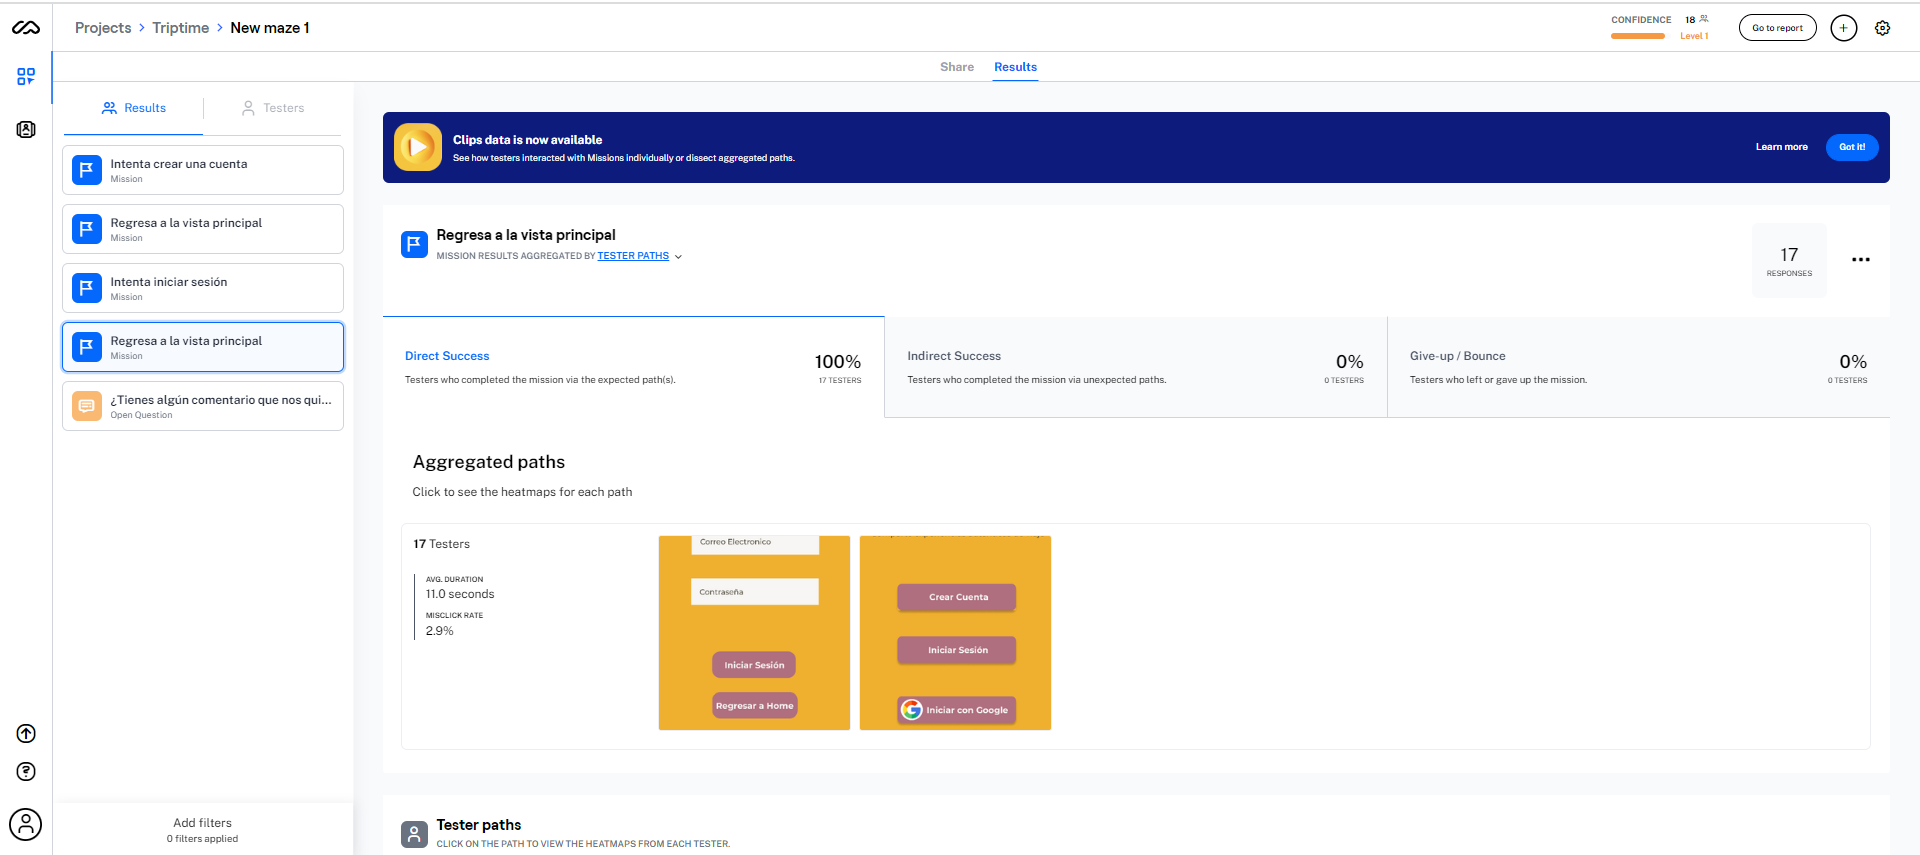 Projects > Triptime > New maze 1
CONFIDENCE 18
Level 1
Go to report
Share Results
Results Testers
Intenta crear una cuenta
Mission
Regresa a la vista principal
Mission
Intenta iniciar sesión
Mission
Regresa a la vista principal
Mission
¿Tienes algún comentario que nos qui...
Open Question
Add filters
0 filters applied
Clips data is now available
See how testers interacted with Missions individually or dissect aggregated paths.
Learn more
Got it!
Regresa a la vista principal
MISSION RESULTS AGGREGATED BY TESTER PATHS
17
RESPONSES
Direct Success
Testers who completed the mission via the expected path(s).
100%
17 TESTERS
Indirect Success
Testers who completed the mission via unexpected paths.
0%
0 TESTERS
Give-up / Bounce
Testers who left or gave up the mission.
0%
0 TESTERS
Aggregated paths
Click to see the heatmaps for each path
17 Testers
AVG. DURATION
11.0 seconds
MISCLICK RATE
2.9%
Correo Electronico
Contraseña
Iniciar Sesión
Regresar a Home
Crear Cuenta
Iniciar Sesión
Iniciar con Google
Tester paths
CLICK ON THE PATH TO VIEW THE HEATMAPS FROM EACH TESTER.